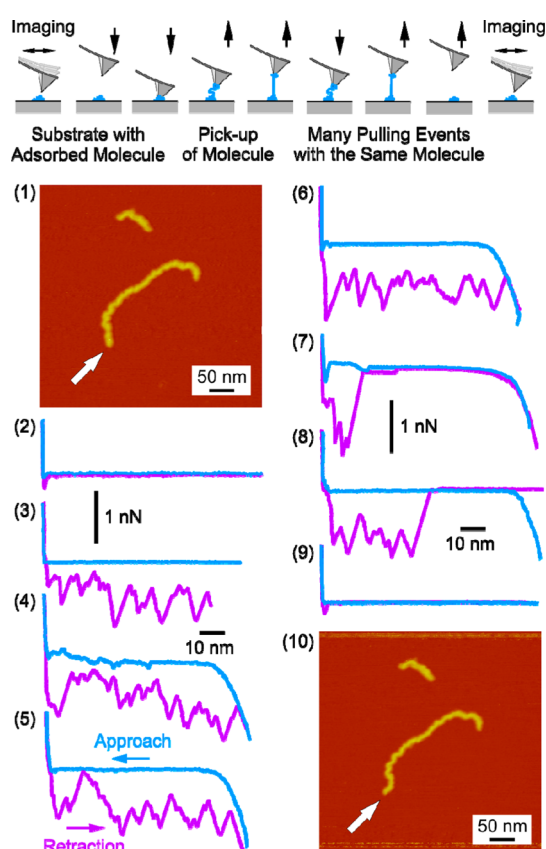 Imaging
Imaging
Substrate with
Adsorbed Molecule
Pick-up
of Molecule
Many Pulling Events
with the Same Molecule
(1)
50 nm
(2)
1 nN
(3)
10 nm
(4)
(5)
Approach
Retraction
(6)
(7)
1 nN
(8)
10 nm
(9)
(10)
50 nm